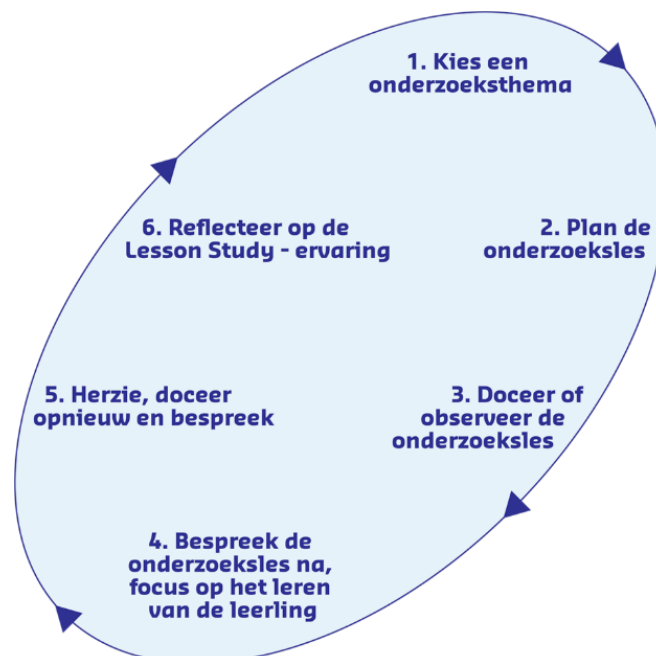 1. Kies een
onderzoeksthema
2. Plan de
onderzoeksles
3. Doceer of
observeer de
onderzoeksles
4. Bespreek de
onderzoeksles na,
focus op het leren
van de leerling
5. Herzie, doceer
opnieuw en bespreek
6. Reflecteer op de
Lesson Study - ervaring